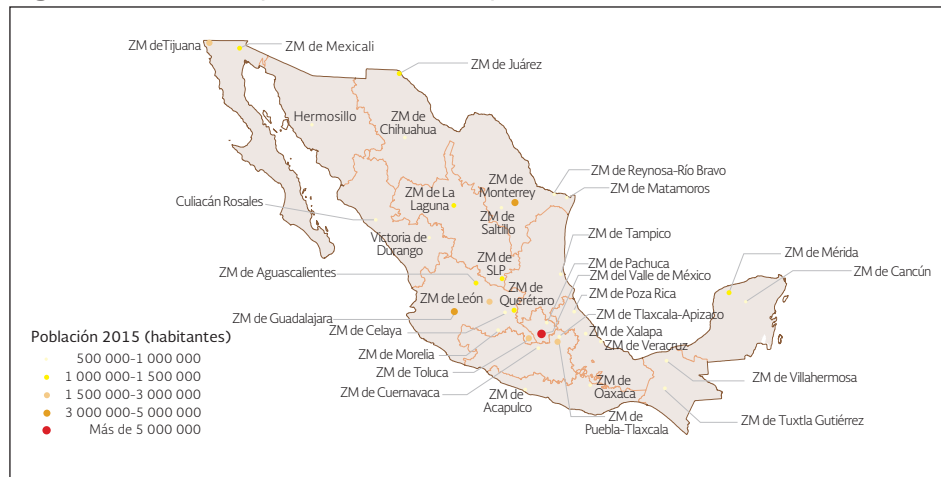 ZM deTijuana
ZM de Mexicali
ZM de Juárez
Hermosillo
ZM de
Chihuahua
ZM de Reynosa-Río Bravo
ZM de Matamoros
ZM de
Monterrey
ZM de La
Laguna
Culiacán Rosales
ZM de
Saltillo
Victoria de
Durango
ZM de Tampico
ZM de Mérida
ZM de Pachuca
ZM de
SLP
ZM de Aguascalientes
ZM del Valle de México
ZM de Cancún
ZM de León
ZM de
Querétaro
ZM de Poza Rica
ZM de Guadalajara
ZM de Tlaxcala-Apizaco
ZM de Celaya
ZM de Xalapa
ZM de Veracruz
ZM de Morelia
ZM de Toluca
ZM de Villahermosa
ZM de Cuernavaca
ZM de
Acapulco
ZM de
Oaxaca
ZM de
Puebla-Tlaxcala
ZM de Tuxtla Gutiérrez
Población 2015 (habitantes)
500 000-1 000 000
1 000 000-1 500 000
1 500 000-3 000 000
3 000 000-5 000 000
Más de 5 000 000